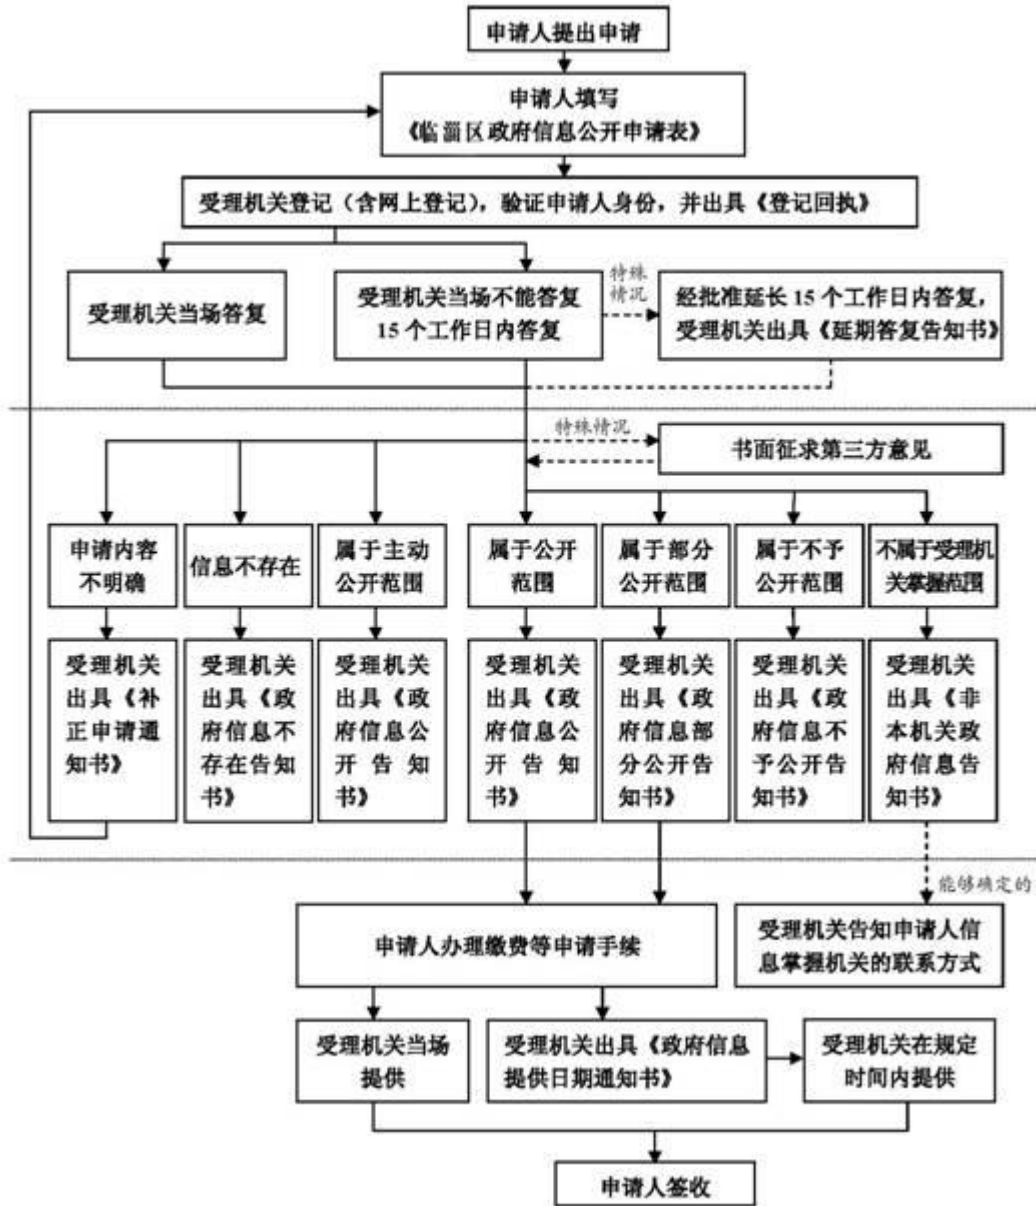 申请人提出申请
申请人填写
《临淄区政府信息公开申请表》
受理机关登记（含网上登记），验证申请人身份，并出具《登记回执》
受理机关当场答复
受理机关当场不能答复
15个工作日内答复
特殊
情况
经批准延长15个工作日内答复，
受理机关出具《延期答复告知书》
特殊情况
书面征求第三方意见
申请内容
不明确
信息不存在
属于主动
公开范围
属于公开
范围
属于部分
公开范围
属于不予
公开范围
不属于受理机
关掌握范围
受理机关
出具《补
正申请通
知书》
受理机关
出具《政
府信息不
存在告知
书》
受理机关
出具《政
府信息公
开告知
书》
受理机关
出具《政
府信息公
开告知
书》
受理机关
出具《政
府信息部
分公开告
知书》
受理机关
出具《政
府信息不
予公开告
知书》
受理机关
出具《非
本机关政
府信息告
知书》
能够确定的
申请人办理缴费等申请手续
受理机关告知申请人信
息掌握机关的联系方式
受理机关当场
提供
受理机关出具《政府信息
提供日期通知书》
受理机关在规定
时间内提供
申请人签收